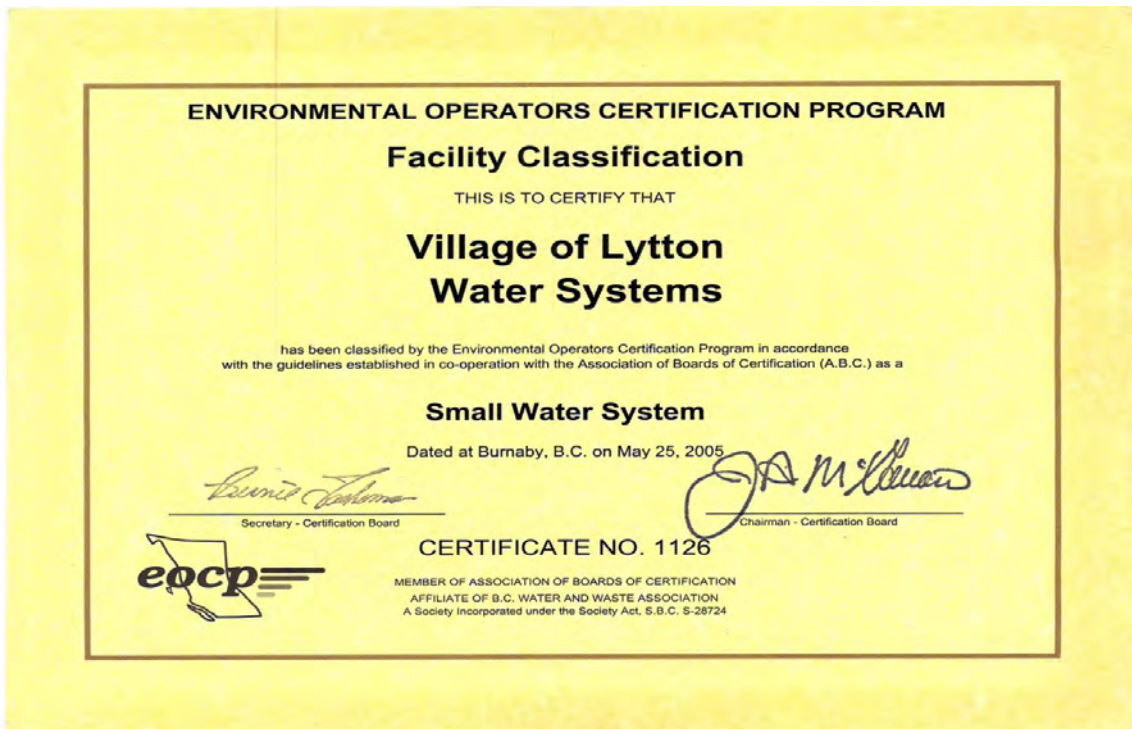 ENVIRONMENTAL OPERATORS CERTIFICATION PROGRAM
Facility Classification
THIS IS TO CERTIFY THAT
Village of Lytton
Water Systems
has been classified by the Environmental Operators Certification Program in accordance
with the guidelines established in co-operation with the Association of Boards of Certification (A.B.C.) as a
Small Water System
Dated at Burnaby, B.C. on May 25, 2005
Secretary - Certification Board
Chairman - Certification Board
CERTIFICATE NO. 1126
eocp
MEMBER OF ASSOCIATION OF BOARDS OF CERTIFICATION
AFFILIATE OF B.C. WATER AND WASTE ASSOCIATION
A Society Incorporated under the Society Act, S.B.C. S-28724